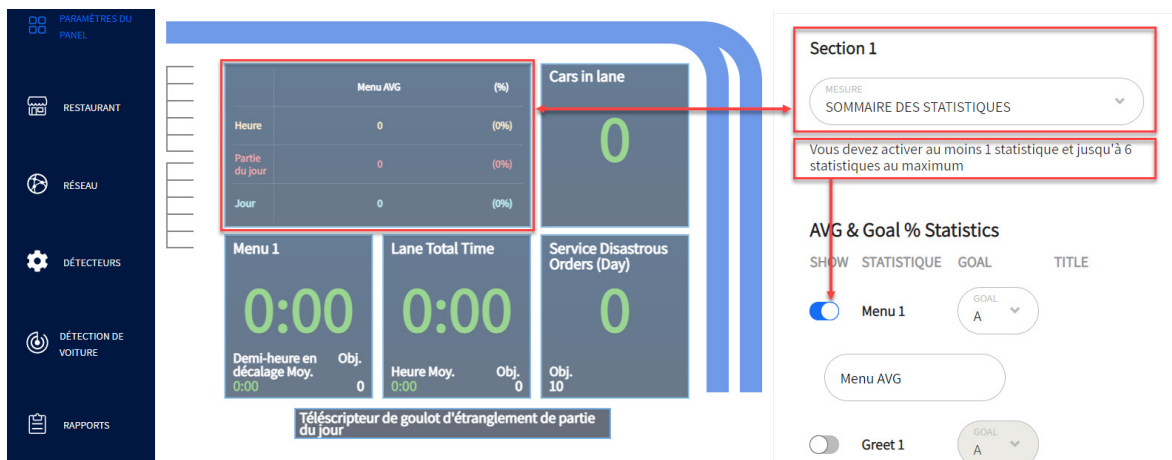 PARAMÈTRES DU
PANEL
RESTAURANT
RÉSEAU
DÉTECTEURS
DÉTECTION DE
VOITURE
RAPPORTS
Menu AVG (%)
Heure 0 (0%)
Partie
du jour 0 (0%)
Jour 0 (0%)
Cars in lane
0
Menu 1
0:00
Demi-heure en
décalage Moy. Obj.
0:00 0
Lane Total Time
0:00
Heure Moy. Obj.
0:00 0
Service Disastrous
Orders (Day)
0
Obj.
10
Téléscripteur de goulot d'étranglement de partie
du jour
Section 1
MESURE
SOMMAIRE DES STATISTIQUES
Vous devez activer au moins 1 statistique et jusqu'à 6
statistiques au maximum
AVG & Goal % Statistics
SHOW STATISTIQUE GOAL TITLE
Menu 1
GOAL
A
Menu AVG
Greet 1
GOAL
A